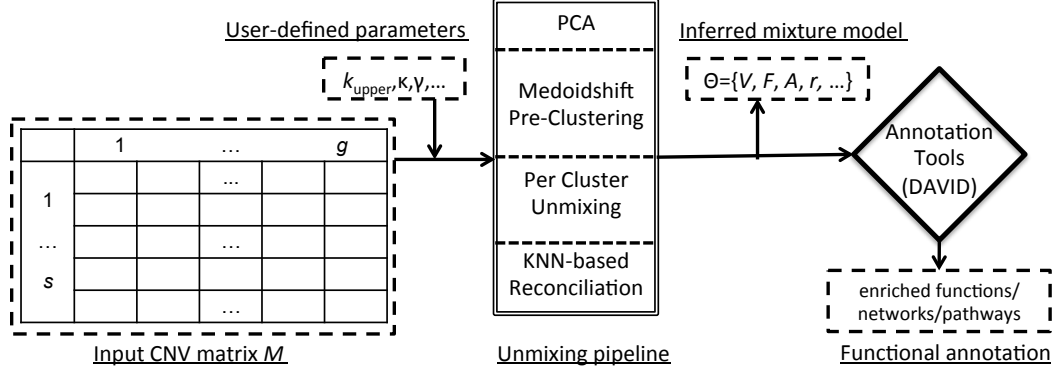 User-defined parameters
k_upper,κ,γ,...
PCA
Medoidshift
Pre-Clustering
Per Cluster
Unmixing
KNN-based
Reconciliation
Inferred mixture model
Θ={V, F, A, r, ...}
Annotation
Tools
(DAVID)
1 ... g
...
1
... ...
s
...
enriched functions/
networks/pathways
Input CNV matrix M
Unmixing pipeline
Functional annotation